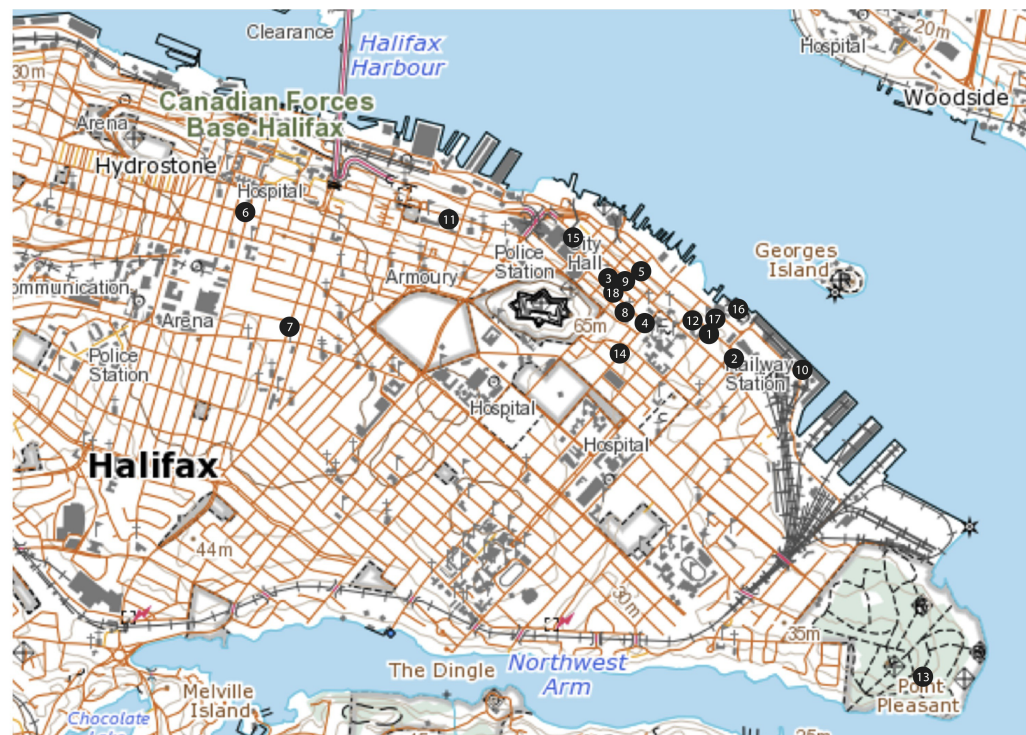 Clearance
Halifax
Harbour
20m
Hospital
30m
Woodside
Canadian Forces
Base Halifax
Arena
Hydrostone
Hospital
6
11
15
City
Hall
Police
Station
Georges
Island
5
3
9
18
Armoury
ommunication
Arena
7
8
65m
4
12
17
16
1
14
2
Railway
Station
10
Police
Station
Hospital
Hospital
Halifax
44m
30m
35m
The Dingle
Northwest
Arm
13
Point
Pleasant
Melville
Island
Chocolate